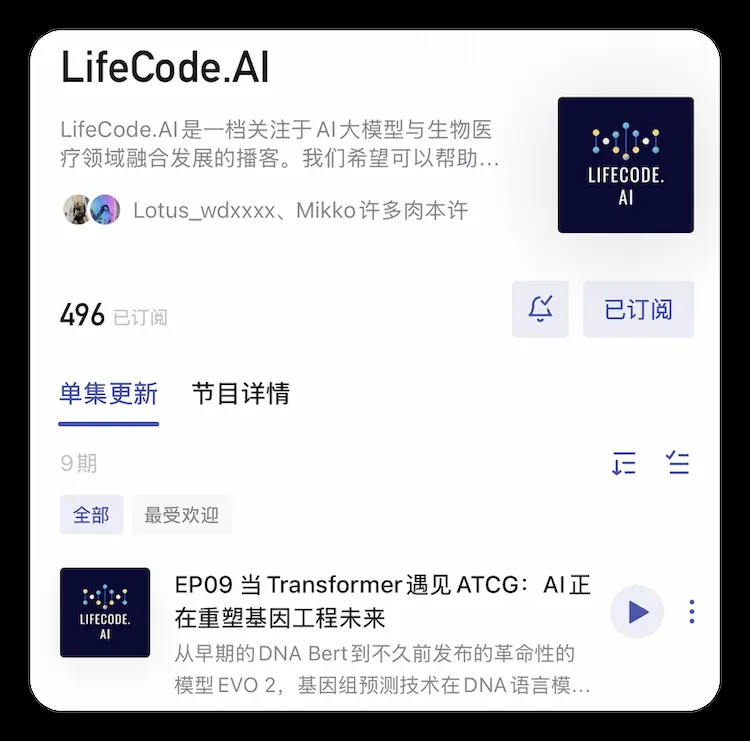 LifeCode.AI
LifeCode.AI是一档关注于AI大模型与生物医
疗领域融合发展的播客。我们希望可以帮助...
LIFECODE.
AI
Lotus_wdxxxx、Mikko许多肉本许
496 已订阅
已订阅
单集更新 节目详情
9期
全部 最受欢迎
LIFECODE.
AI
EP09 当Transformer遇见ATCG：AI正
在重塑基因工程未来
从早期的DNA Bert到不久前发布的革命性的
模型EVO 2，基因组预测技术在DNA语言模...